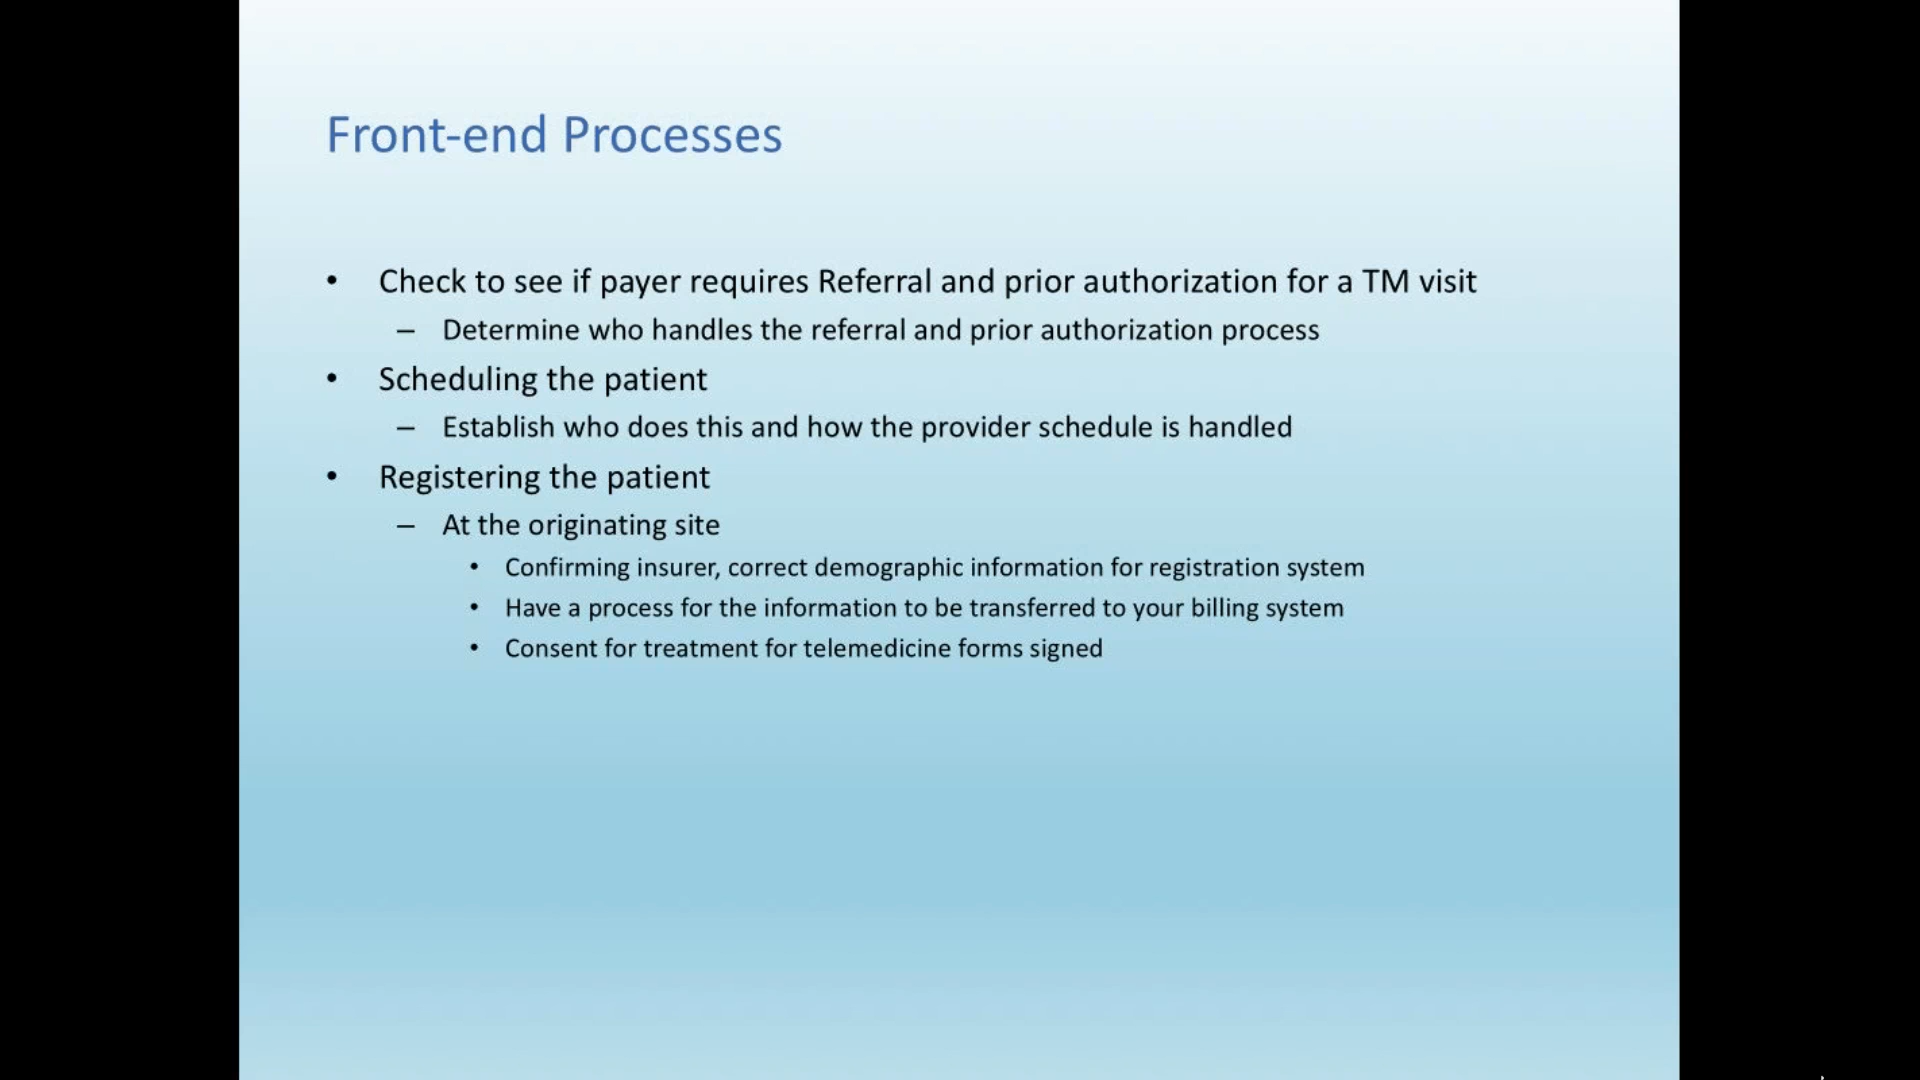 Front-end Processes
• Check to see if payer requires Referral and prior authorization for a TM visit
– Determine who handles the referral and prior authorization process
• Scheduling the patient
– Establish who does this and how the provider schedule is handled
• Registering the patient
– At the originating site
• Confirming insurer, correct demographic information for registration system
• Have a process for the information to be transferred to your billing system
• Consent for treatment for telemedicine forms signed